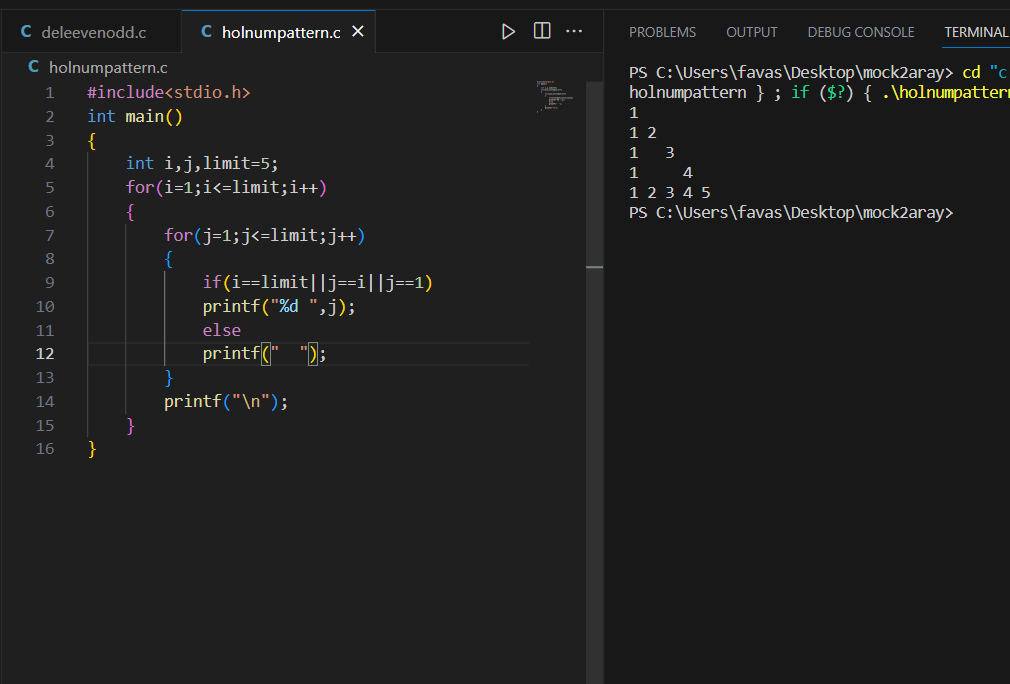 C deleevenodd.c
C holnumpattern.c ×
C holnumpattern.c
1 #include<stdio.h>
2 int main()
3 {
4     int i,j,limit=5;
5     for(i=1;i<=limit;i++)
6     {
7         for(j=1;j<=limit;j++)
8         {
9             if(i==limit||j==i||j==1)
10             printf("%d ",j);
11             else
12             printf("  ");
13         }
14         printf("\n");
15     }
16 }
PROBLEMS OUTPUT DEBUG CONSOLE TERMINAL
PS C:\Users\favas\Desktop\mock2aray> cd "c
holnumpattern } ; if ($?) { .\holnumpattern
1
1 2
1   3
1     4
1 2 3 4 5
PS C:\Users\favas\Desktop\mock2aray>